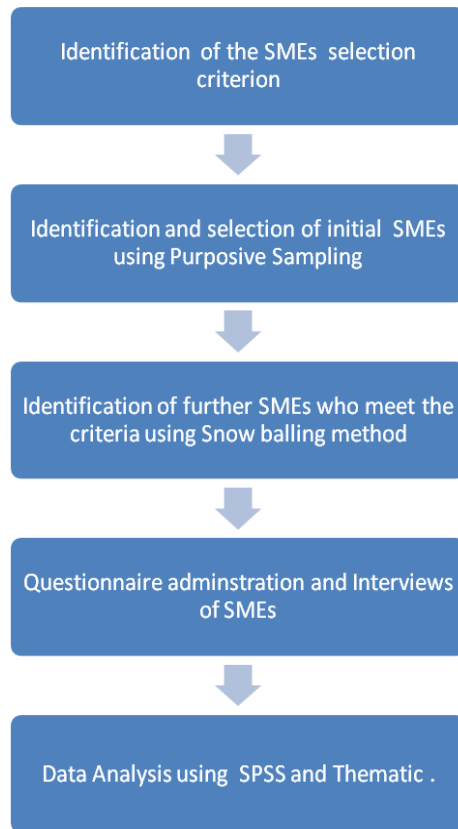 Identification of the SMEs selection
criterion
Identification and selection of initial SMEs
using Purposive Sampling
Identification of further SMEs who meet the
criteria using Snow balling method
Questionnaire adminstration and Interviews
of SMEs
Data Analysis using SPSS and Thematic .